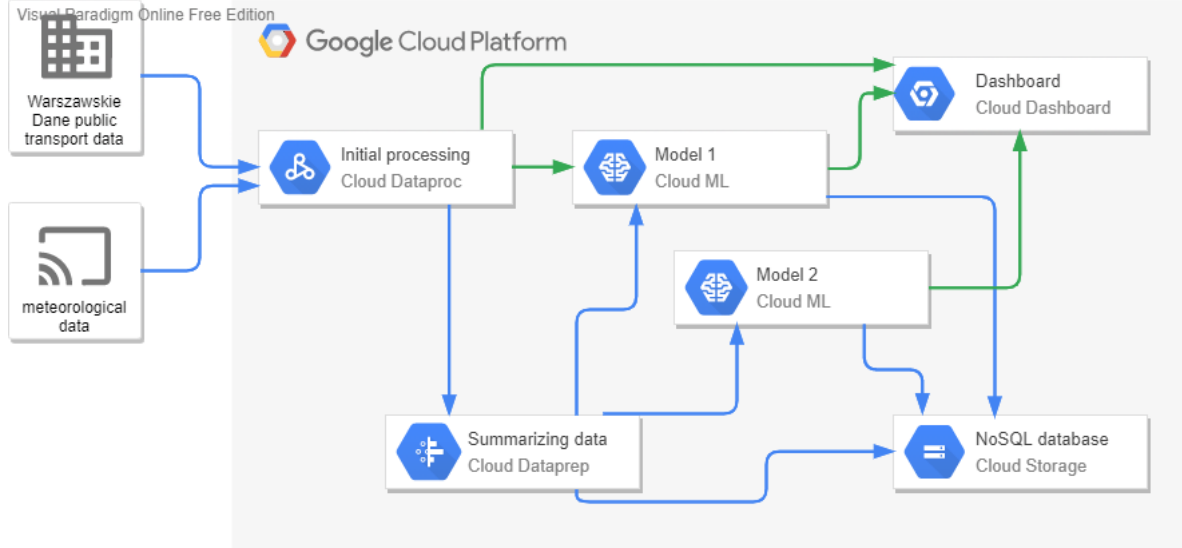 Visual Paradigm Online Free Edition
Google Cloud Platform
Warszawskie
Dane public
transport data
meteorological
data
Initial processing
Cloud Dataproc
Model 1
Cloud ML
Dashboard
Cloud Dashboard
Model 2
Cloud ML
Summarizing data
Cloud Dataprep
NoSQL database
Cloud Storage